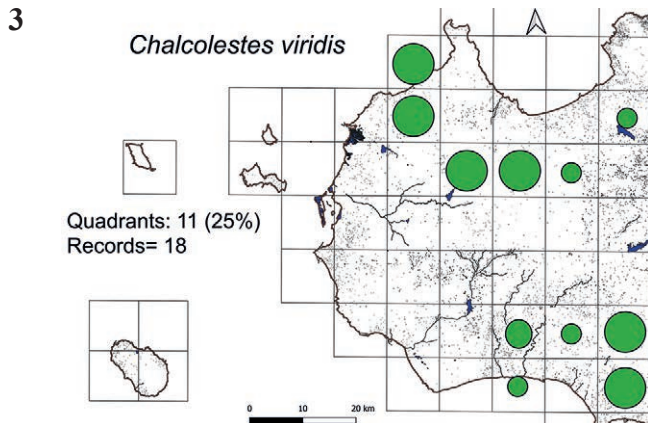 3
Chalcolestes viridis
Quadrants: 11 (25%)
Records= 18
0 10 20 km